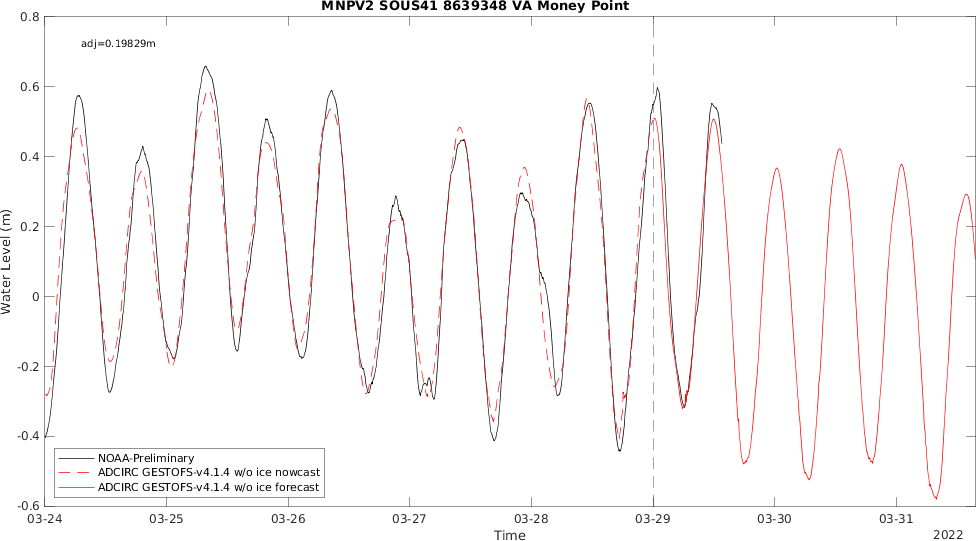 MNPV2 SOUS41 8639348 VA Money Point
adj=0.19829m
0.8
0.6
0.4
0.2
0
-0.2
-0.4
-0.6
Water Level (m)
NOAA-Preliminary
ADCIRC GESTOFS-v4.1.4 w/o ice nowcast
ADCIRC GESTOFS-v4.1.4 w/o ice forecast
03-24 03-25 03-26 03-27 03-28 03-29 03-30 03-31
Time
2022